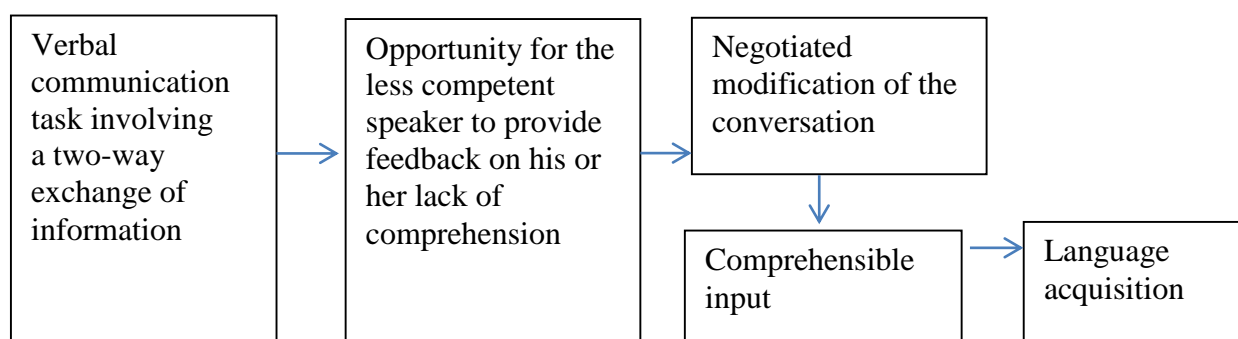 Verbal
communication
task involving
a two-way
exchange of
information
Opportunity for the
less competent
speaker to provide
feedback on his or
her lack of
comprehension
Negotiated
modification of the
conversation
Comprehensible
input
Language
acquisition